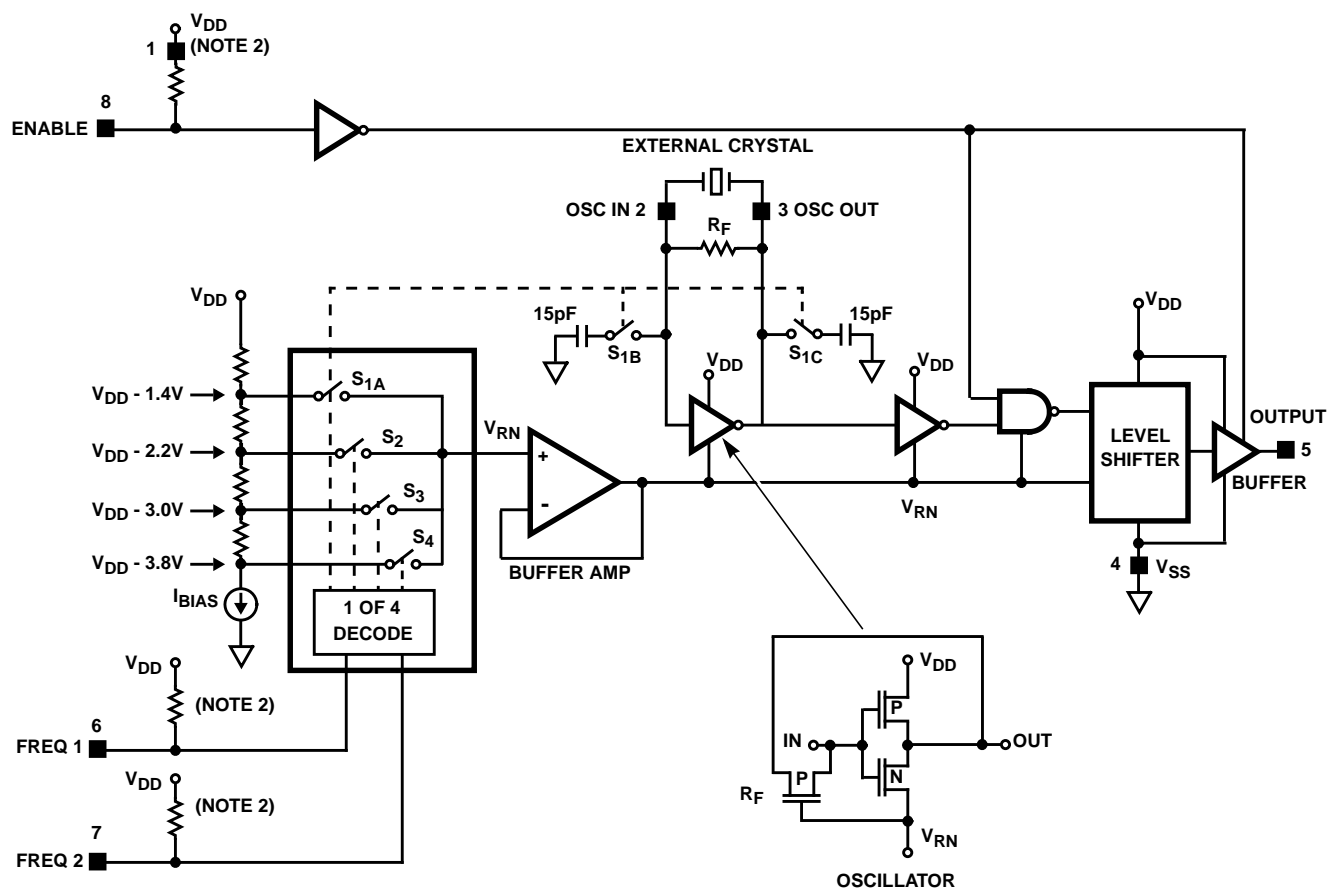 VDD
1 (NOTE 2)
8
ENABLE
EXTERNAL CRYSTAL
OSC IN 2
3 OSC OUT
RF
VDD
15pF
S1B
15pF
S1C
VDD
VDD
VDD
VDD - 1.4V
S1A
VDD - 2.2V
S2
VDD - 3.0V
S3
VDD - 3.8V
S4
VRN
+
-
BUFFER AMP
VRN
LEVEL
SHIFTER
OUTPUT
5
BUFFER
4
VSS
IBIAS
1 OF 4
DECODE
VDD
(NOTE 2)
6
FREQ 1
VDD
(NOTE 2)
7
FREQ 2
VDD
P
IN
OUT
N
P
RF
VRN
OSCILLATOR